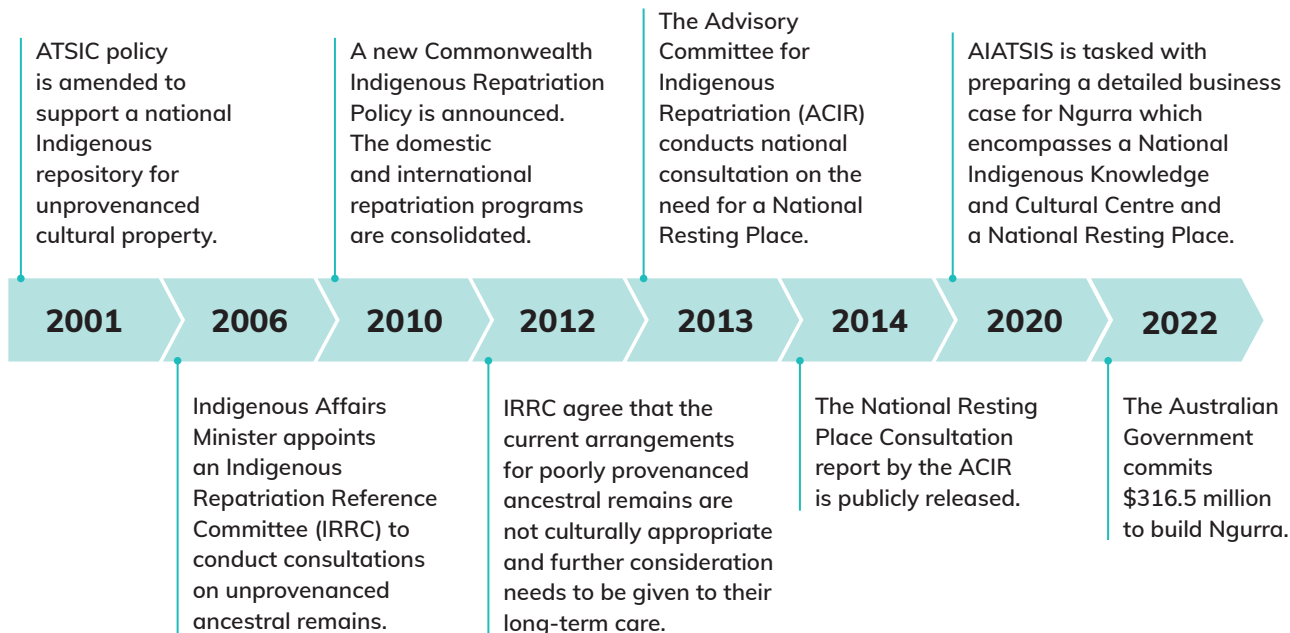 ATSIC policy
is amended to
support a national
Indigenous
repository for
unprovenanced
cultural property.
A new Commonwealth
Indigenous Repatriation
Policy is announced.
The domestic
and international
repatriation programs
are consolidated.
The Advisory
Committee for
Indigenous
Repatriation (ACIR)
conducts national
consultation on the
need for a National
Resting Place.
AIATSIS is tasked with
preparing a detailed business
case for Ngurra which
encompasses a National
Indigenous Knowledge
and Cultural Centre and
a National Resting Place.
2001
2006
2010
2012
2013
2014
2020
2022
Indigenous Affairs
Minister appoints
an Indigenous
Repatriation Reference
Committee (IRRC) to
conduct consultations
on unprovenanced
ancestral remains.
IRRC agree that the
current arrangements
for poorly provenanced
ancestral remains are
not culturally appropriate
and further consideration
needs to be given to their
long-term care.
The National Resting
Place Consultation
report by the ACIR
is publicly released.
The Australian
Government
commits
$316.5 million
to build Ngurra.